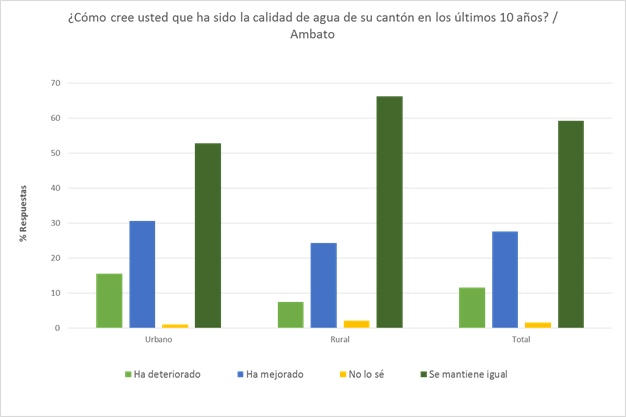 ¿Cómo cree usted que ha sido la calidad de agua de su cantón en los últimos 10 años? /
Ambato
70
60
50
40
30
20
10
0
% Respuestas
Urbano
Rural
Total
Ha deteriorado
Ha mejorado
No lo sé
Se mantiene igual